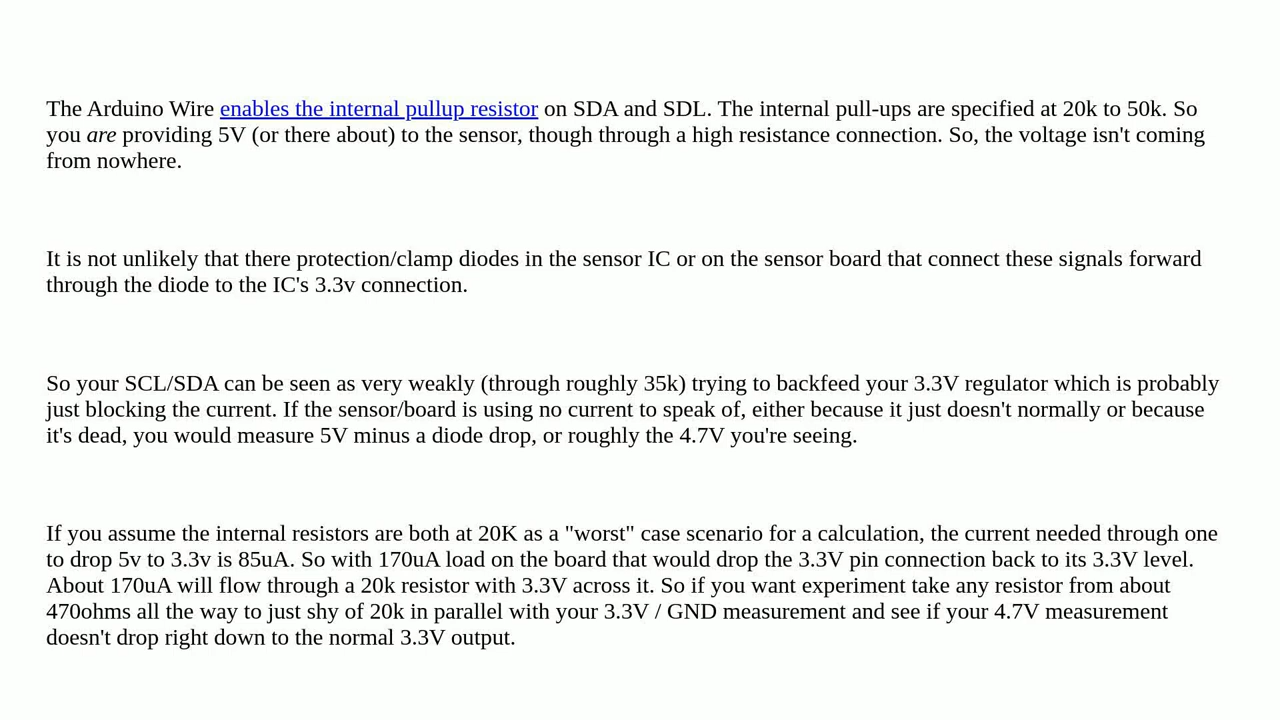 The Arduino Wire enables the internal pullup resistor on SDA and SDL. The internal pull-ups are specified at 20k to 50k. So
you are providing 5V (or there about) to the sensor, though through a high resistance connection. So, the voltage isn't coming
from nowhere.
It is not unlikely that there protection/clamp diodes in the sensor IC or on the sensor board that connect these signals forward
through the diode to the IC's 3.3v connection.
So your SCL/SDA can be seen as very weakly (through roughly 35k) trying to backfeed your 3.3V regulator which is probably
just blocking the current. If the sensor/board is using no current to speak of, either because it just doesn't normally or because
it's dead, you would measure 5V minus a diode drop, or roughly the 4.7V you're seeing.
If you assume the internal resistors are both at 20K as a "worst" case scenario for a calculation, the current needed through one
to drop 5v to 3.3v is 85uA. So with 170uA load on the board that would drop the 3.3V pin connection back to its 3.3V level.
About 170uA will flow through a 20k resistor with 3.3V across it. So if you want experiment take any resistor from about
470ohms all the way to just shy of 20k in parallel with your 3.3V / GND measurement and see if your 4.7V measurement
doesn't drop right down to the normal 3.3V output.